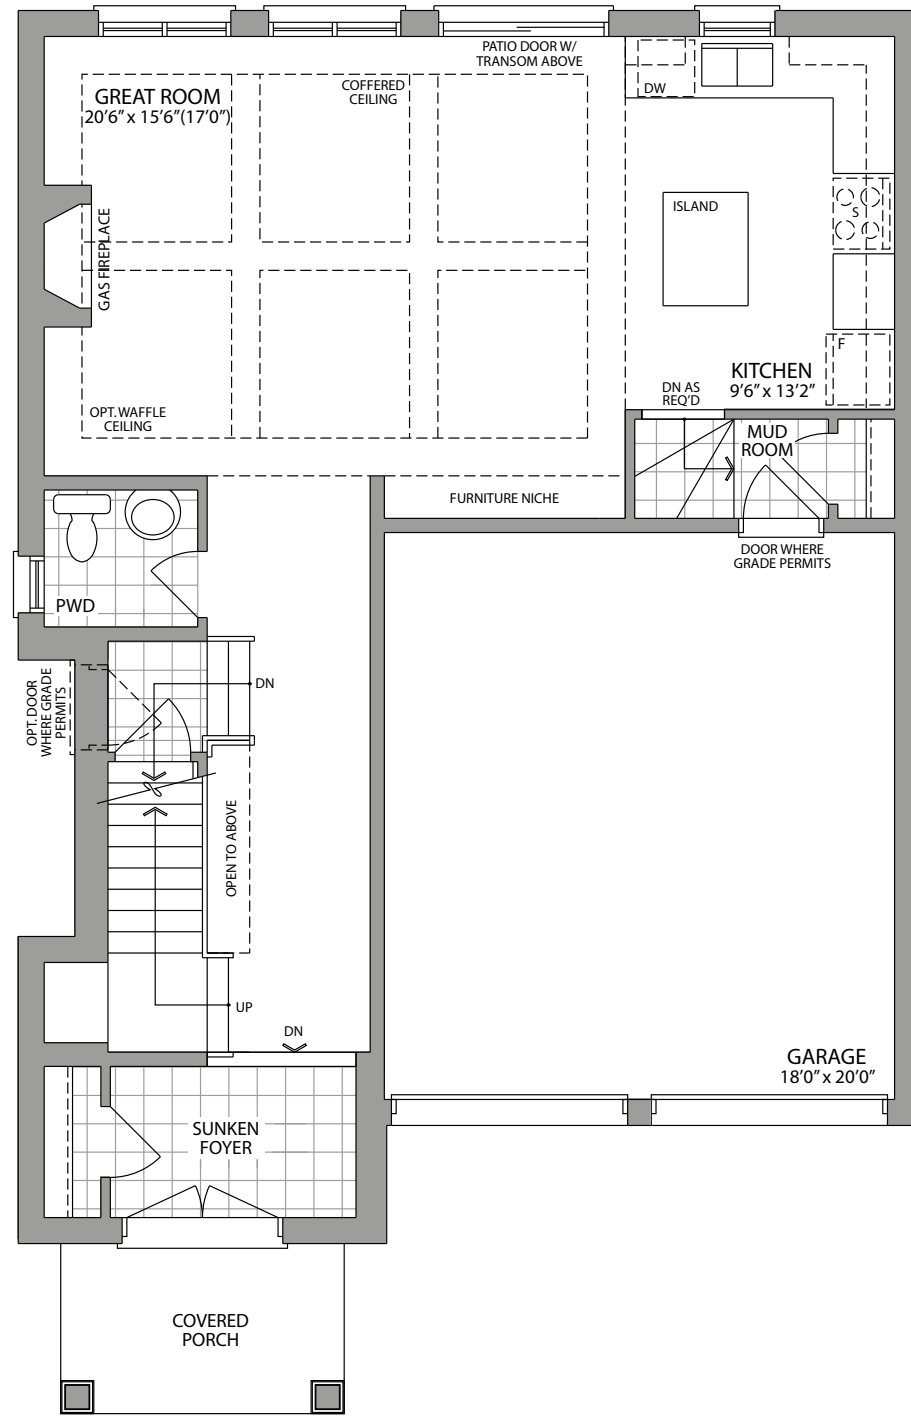 PATIO DOOR W/
TRANSOM ABOVE
COFFERED
CEILING
GREAT ROOM
20'6" x 15'6"(17'0")
DW
ISLAND
S
GAS FIREPLACE
F
KITCHEN
9'6" x 13'2"
OPT. WAFFLE
CEILING
DN AS
REQ'D
MUD
ROOM
FURNITURE NICHE
DOOR WHERE
GRADE PERMITS
PWD
OPT. DOOR
WHERE GRADE
PERMITS
DN
OPEN TO ABOVE
UP
DN
GARAGE
18'0" x 20'0"
SUNKEN
FOYER
COVERED
PORCH